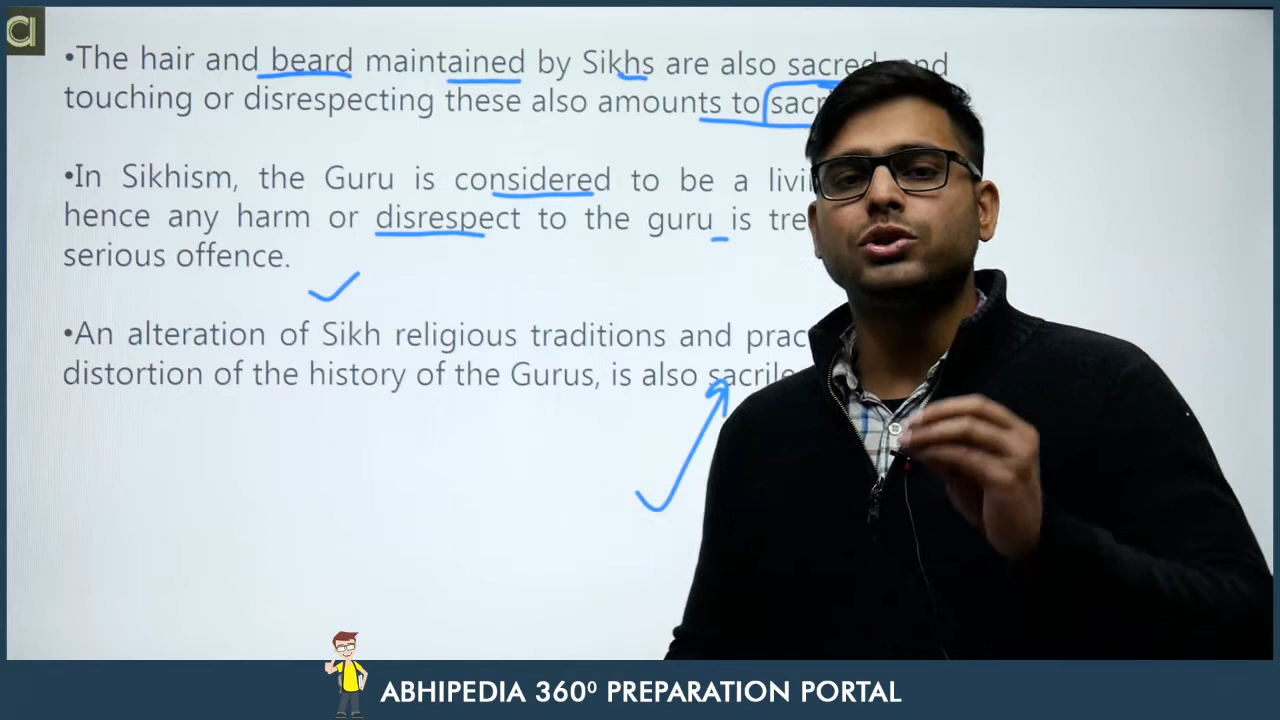 •The hair and beard maintained by Sikhs are also sacred and
touching or disrespecting these also amounts to
•In Sikhism, the Guru is considered to be a
hence any harm or disrespect to the guru is
serious offence.
•An alteration of Sikh religious traditions and
distortion of the history of the Gurus, is also
ABHIPEDIA 360⁰ PREPARATION PORTAL